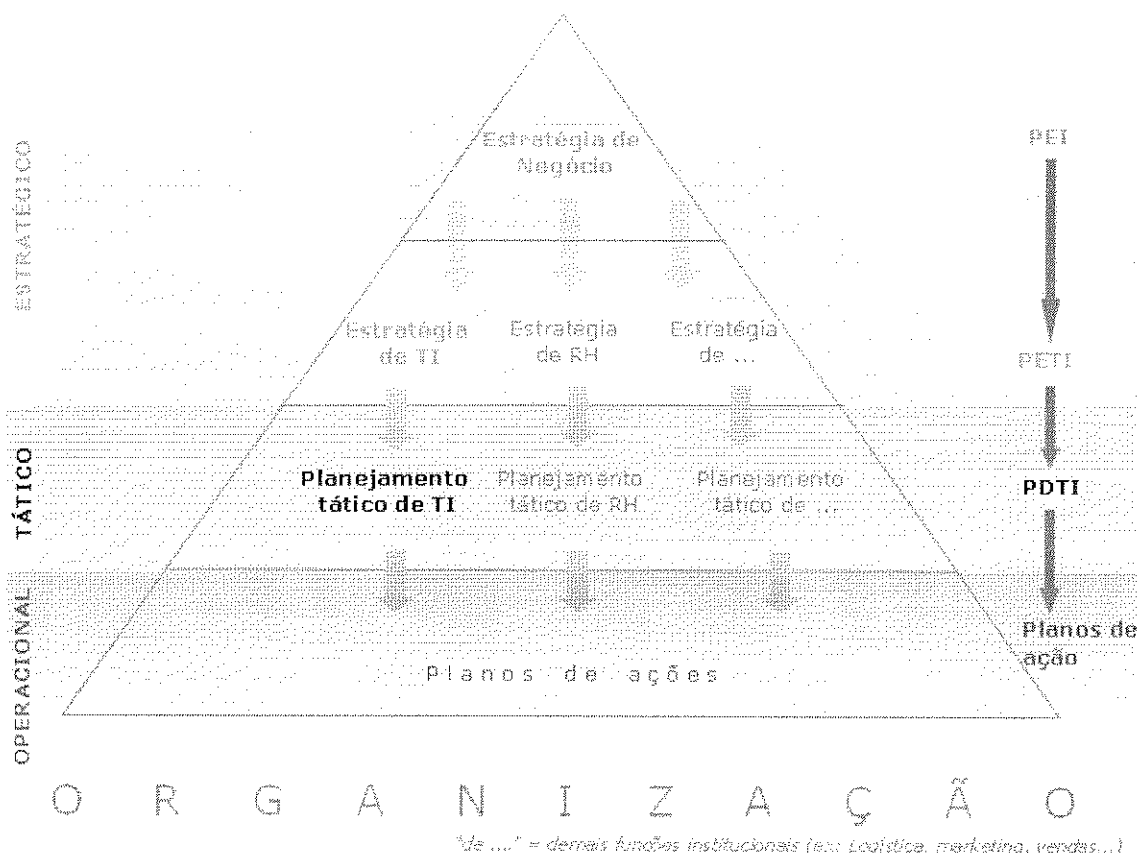 ESTRATÉGICO
Estratégia de
Negócio
PEI
Estratégia
de TI
Estratégia
de RH
Estratégia
de ...
PETI
TÁTICO
Planejamento
tático de TI
Planejamento
tático de RH
Planejamento
tático de ...
PDTI
OPERACIONAL
Planos de ações
Planos de
ação
ORGANIZAÇÃO
"de ...." = demais funções institucionais (ex: Logística, marketing, vendas...)